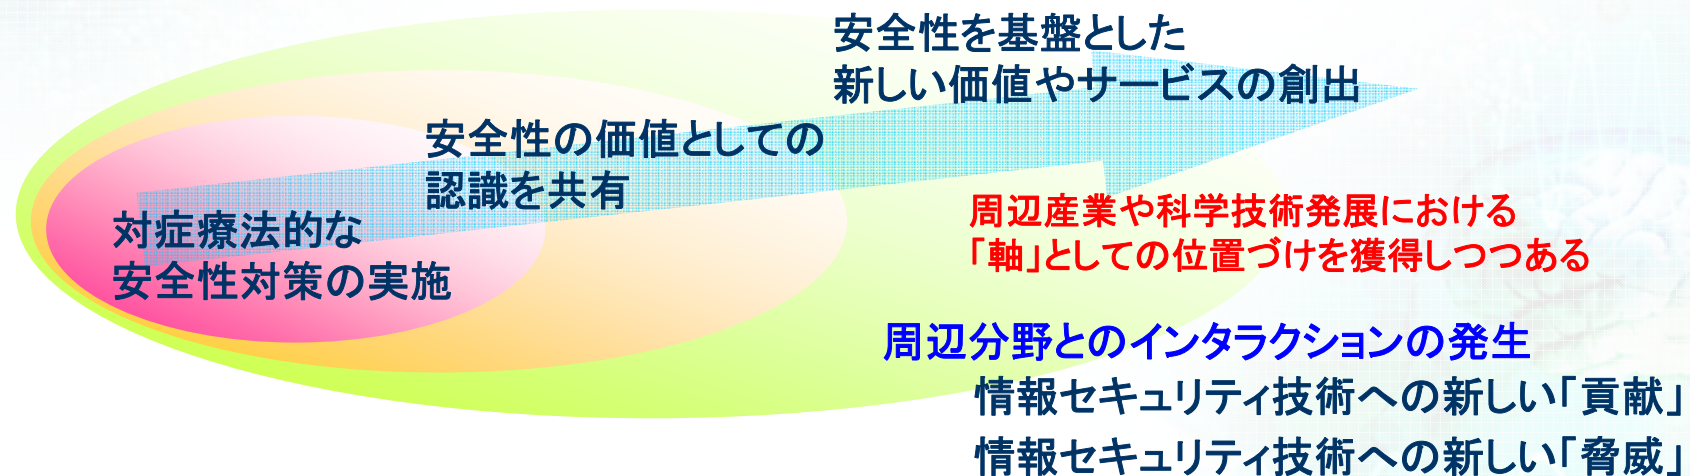 安全性を基盤とした
新しい価値やサービスの創出
安全性の価値としての
認識を共有
対症療法的な
安全性対策の実施
周辺産業や科学技術発展における
「軸」としての位置づけを獲得しつつある
周辺分野とのインタラクションの発生
情報セキュリティ技術への新しい「貢献」
情報セキュリティ技術への新しい「脅威」